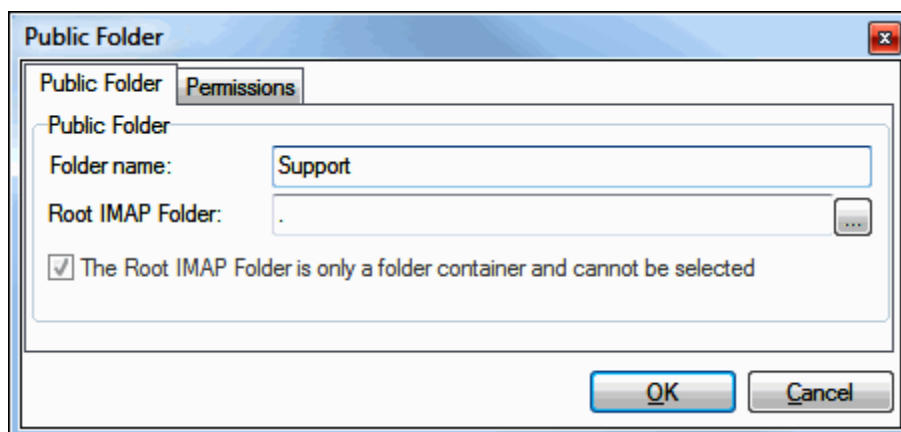 Public Folder
Public Folder Permissions
Public Folder
Folder name: Support
Root IMAP Folder: . ...
The Root IMAP Folder is only a folder container and cannot be selected
OK Cancel